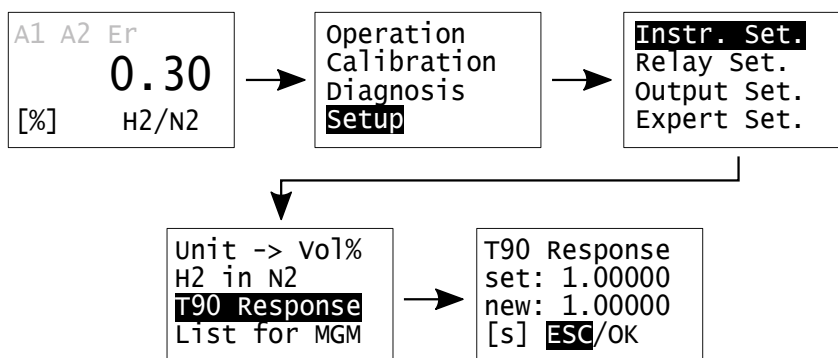 A1 A2 Er
0.30
[%] H2/N2
Operation
Calibration
Diagnosis
Setup
Instr. Set.
Relay Set.
Output Set.
Expert Set.
Unit -> Vol%
H2 in N2
T90 Response
List for MGM
T90 Response
set: 1.00000
new: 1.00000
[s] ESC/OK